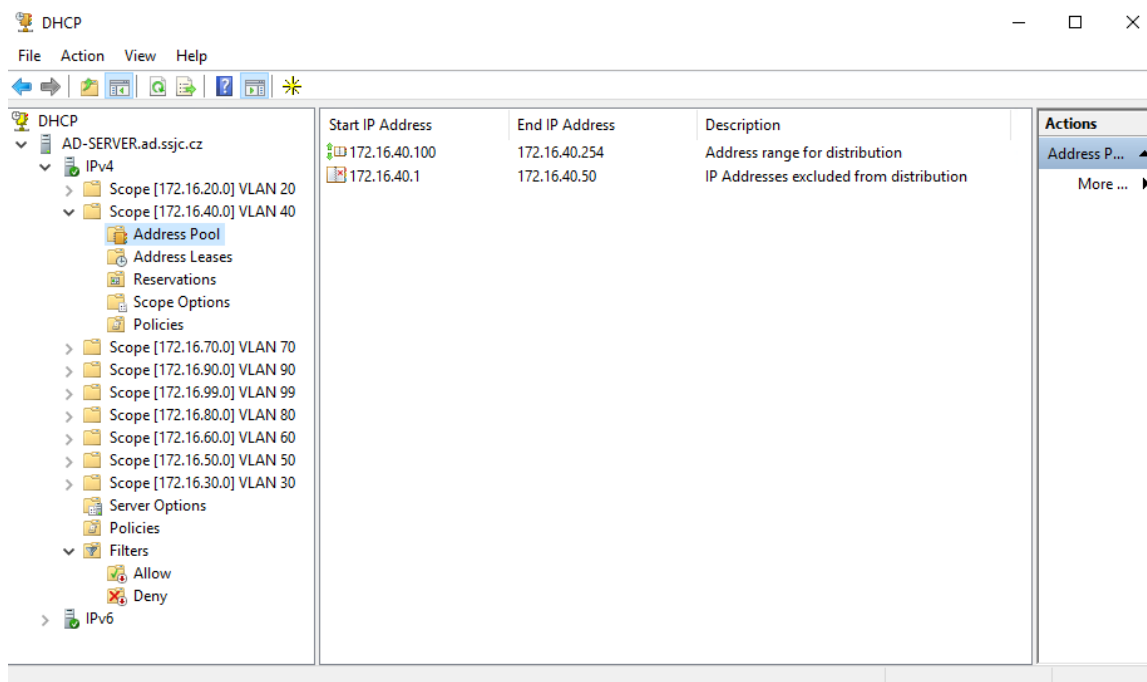 DHCP
File Action View Help
DHCP
AD-SERVER.ad.ssjc.cz
IPv4
Scope [172.16.20.0] VLAN 20
Scope [172.16.40.0] VLAN 40
Address Pool
Address Leases
Reservations
Scope Options
Policies
Scope [172.16.70.0] VLAN 70
Scope [172.16.90.0] VLAN 90
Scope [172.16.99.0] VLAN 99
Scope [172.16.80.0] VLAN 80
Scope [172.16.60.0] VLAN 60
Scope [172.16.50.0] VLAN 50
Scope [172.16.30.0] VLAN 30
Server Options
Policies
Filters
Allow
Deny
IPv6
Start IP Address End IP Address Description
172.16.40.100 172.16.40.254 Address range for distribution
172.16.40.1 172.16.40.50 IP Addresses excluded from distribution
Actions
Address P...
More ...